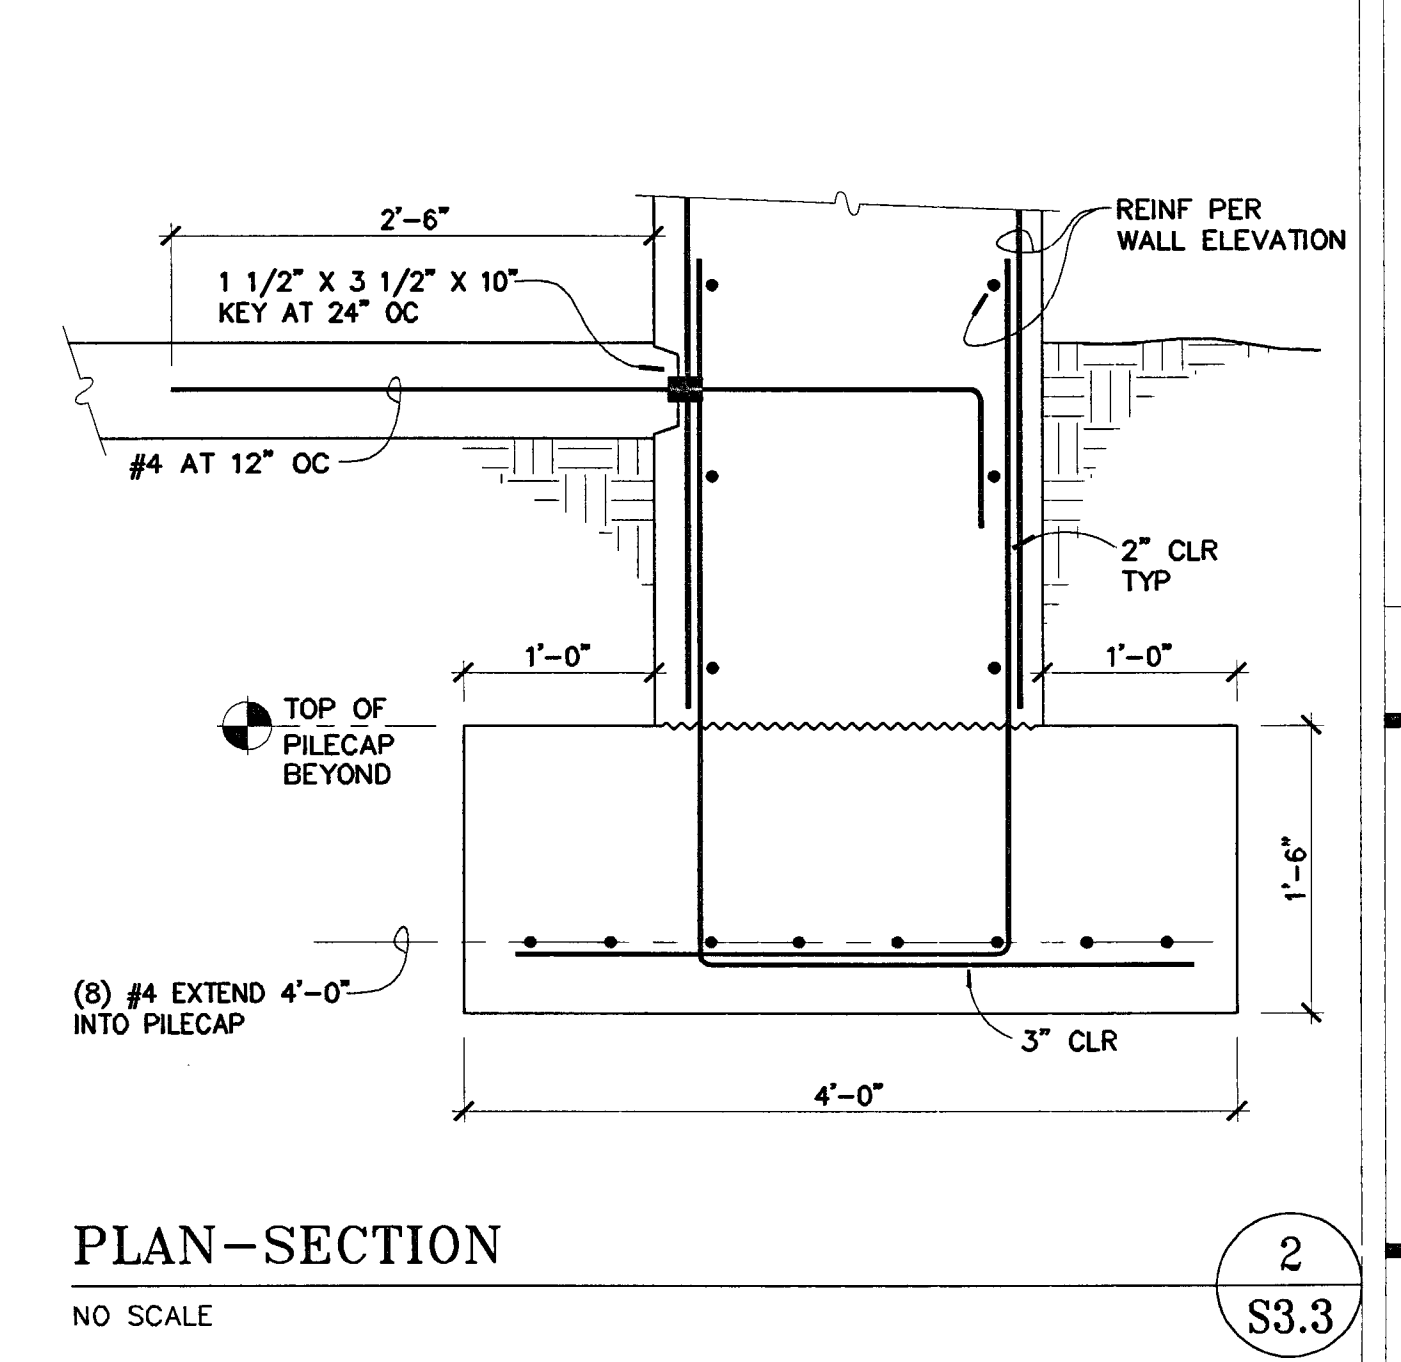 2'-6"
REINF PER
WALL ELEVATION
1 1/2" X 3 1/2" X 10"
KEY AT 24" OC
#4 AT 12" OC
2" CLR
TYP
1'-0"
1'-0"
TOP OF
PILECAP
BEYOND
1'-6"
(8) #4 EXTEND 4'-0"
INTO PILECAP
3" CLR
4'-0"
PLAN-SECTION
NO SCALE
2
S3.3